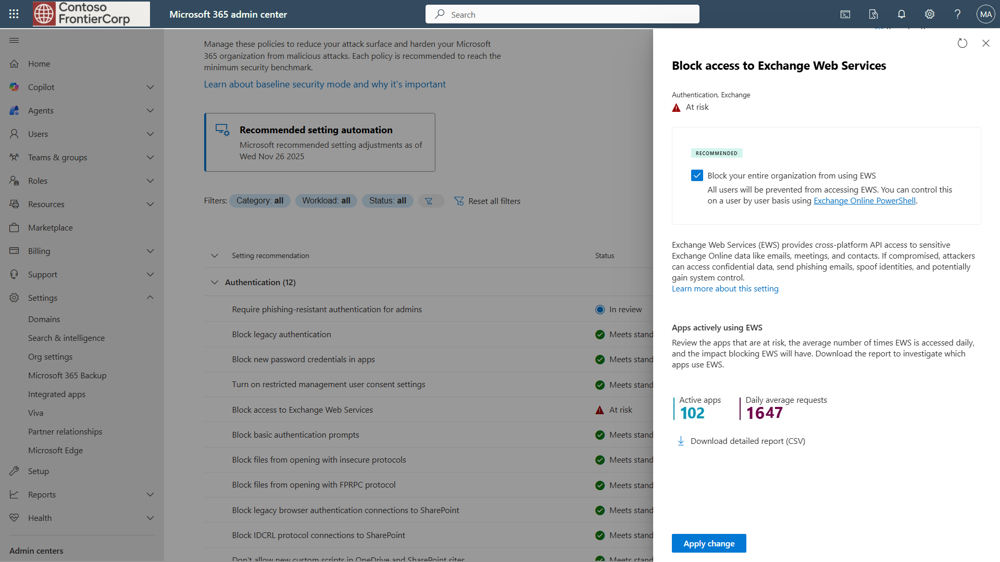 Contoso
FrontierCorp
Microsoft 365 admin center
Search
MA
Home
Copilot
Agents
Users
Teams & groups
Roles
Resources
Marketplace
Billing
Support
Settings
Domains
Search & intelligence
Org settings
Microsoft 365 Backup
Integrated apps
Viva
Partner relationships
Microsoft Edge
Setup
Reports
Health
Admin centers
Manage these policies to reduce your attack surface and harden your Microsoft
365 organization from malicious attacks. Each policy is recommended to reach the
minimum security benchmark.
Learn about baseline security mode and why it's important
Recommended setting automation
Microsoft recommended setting adjustments as of
Wed Nov 26 2025
Filters: Category: all Workload: all Status: all Reset all filters
Setting recommendation Status
Authentication (12)
Require phishing-resistant authentication for admins In review
Block legacy authentication Meets stand
Block new password credentials in apps Meets stand
Turn on restricted management user consent settings Meets stand
Block access to Exchange Web Services At risk
Block basic authentication prompts Meets stand
Block files from opening with insecure protocols Meets stand
Block files from opening with FPRPC protocol Meets stand
Block legacy browser authentication connections to SharePoint Meets stand
Block IDCRL protocol connections to SharePoint Meets stand
Don't allow new custom scripts in OneDrive and SharePoint sites Meets stand
Block access to Exchange Web Services
Authentication, Exchange
At risk
RECOMMENDED
Block your entire organization from using EWS
All users will be prevented from accessing EWS. You can control this
on a user by user basis using Exchange Online PowerShell.
Exchange Web Services (EWS) provides cross-platform API access to sensitive
Exchange Online data like emails, meetings, and contacts. If compromised, attackers
can access confidential data, send phishing emails, spoof identities, and potentially
gain system control.
Learn more about this setting
Apps actively using EWS
Review the apps that are at risk, the average number of times EWS is accessed daily,
and the impact blocking EWS will have. Download the report to investigate which
apps use EWS.
Active apps Daily average requests
102 1647
Download detailed report (CSV)
Apply change